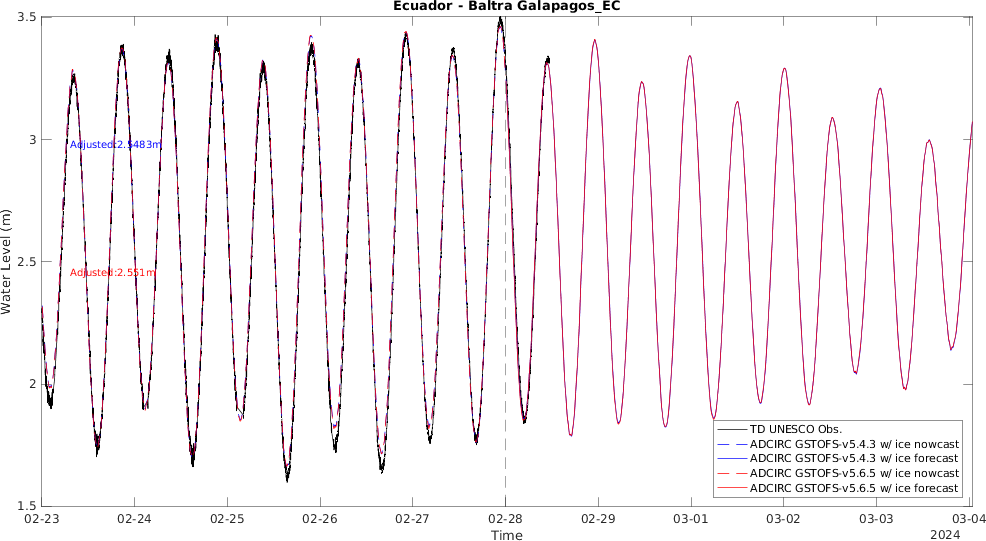 Ecuador - Baltra Galapagos_EC
3.5
3
2.5
2
1.5
Water Level (m)
Adjusted:2.5483m
Adjusted:2.551m
TD UNESCO Obs.
ADCIRC GSTOFS-v5.4.3 w/ ice nowcast
ADCIRC GSTOFS-v5.4.3 w/ ice forecast
ADCIRC GSTOFS-v5.6.5 w/ ice nowcast
ADCIRC GSTOFS-v5.6.5 w/ ice forecast
02-23 02-24 02-25 02-26 02-27 02-28 02-29 03-01 03-02 03-03 03-04
Time
2024